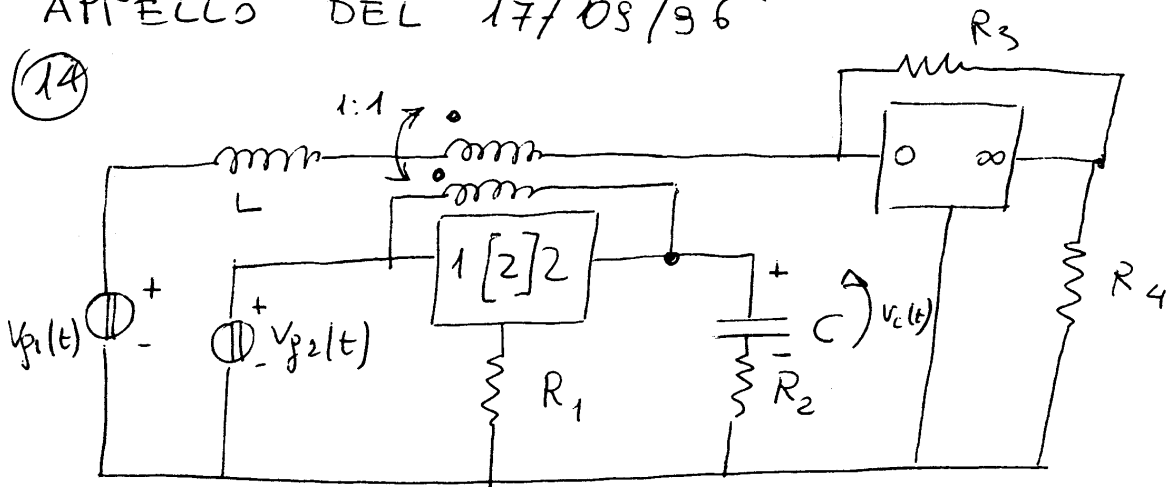 APPELLO DEL 17/09/96
14
R3
1:1
0 ∞
L
1 [2] 2
R4
+
+
+
Vg1(t)
-
Vg2(t)
-
C
-
vc(t)
R1
R2